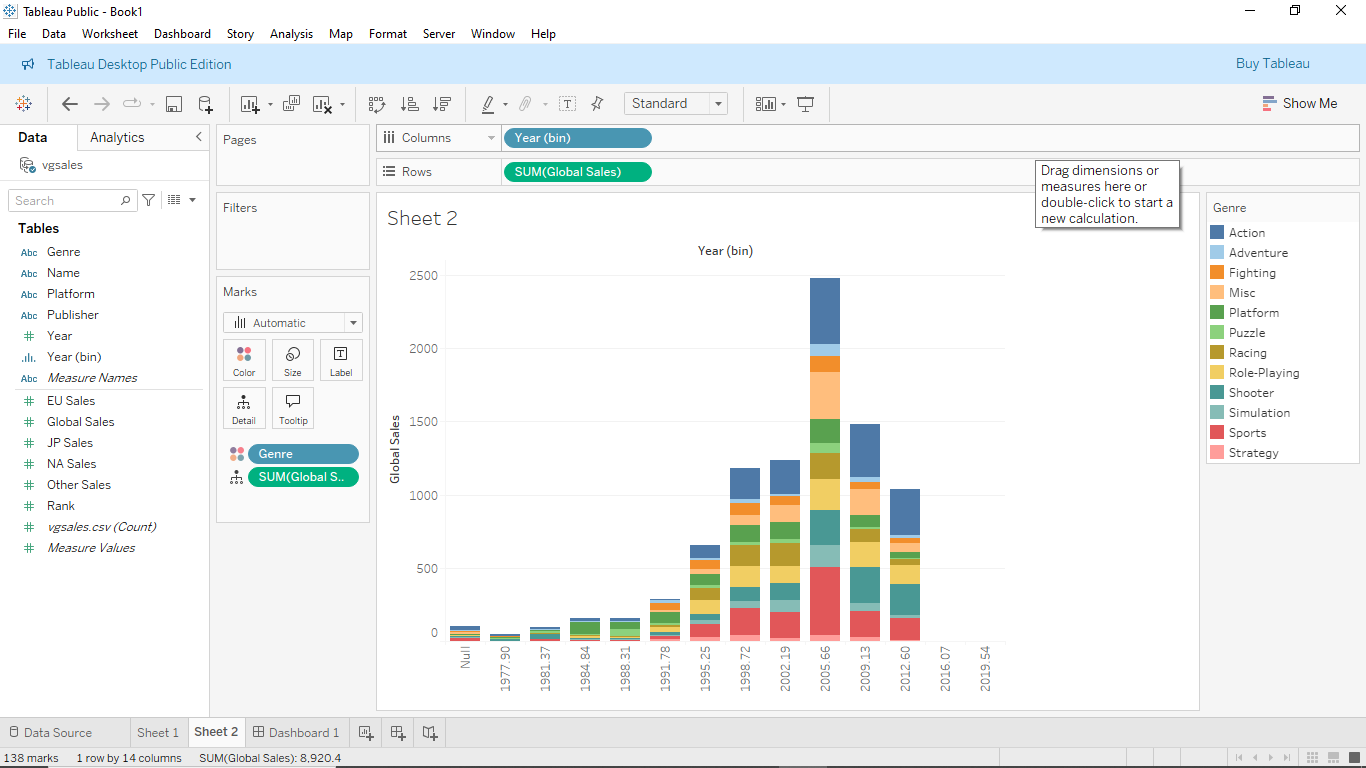 Tableau Public - Book1
File Data Worksheet Dashboard Story Analysis Map Format Server Window Help
Tableau Desktop Public Edition
Buy Tableau
Standard
Show Me
Data
Analytics
vgsales
Search
Tables
Abc Genre
Abc Name
Abc Platform
Abc Publisher
Year
Year (bin)
Abc Measure Names
EU Sales
Global Sales
JP Sales
NA Sales
Other Sales
Rank
vgsales.csv (Count)
Measure Values
Pages
Filters
Marks
Automatic
Color
Size
Label
Detail
Tooltip
Genre
SUM(Global S..
Columns
Year (bin)
Rows
SUM(Global Sales)
Drag dimensions or
measures here or
double-click to start a
new calculation.
Sheet 2
Year (bin)
Global Sales
2500
2000
1500
1000
500
0
Null
1977.90
1981.37
1984.84
1988.31
1991.78
1995.25
1998.72
2002.19
2005.66
2009.13
2012.60
2016.07
2019.54
Genre
Action
Adventure
Fighting
Misc
Platform
Puzzle
Racing
Role-Playing
Shooter
Simulation
Sports
Strategy
Data Source
Sheet 1
Sheet 2
Dashboard 1
138 marks
1 row by 14 columns
SUM(Global Sales): 8,920.4